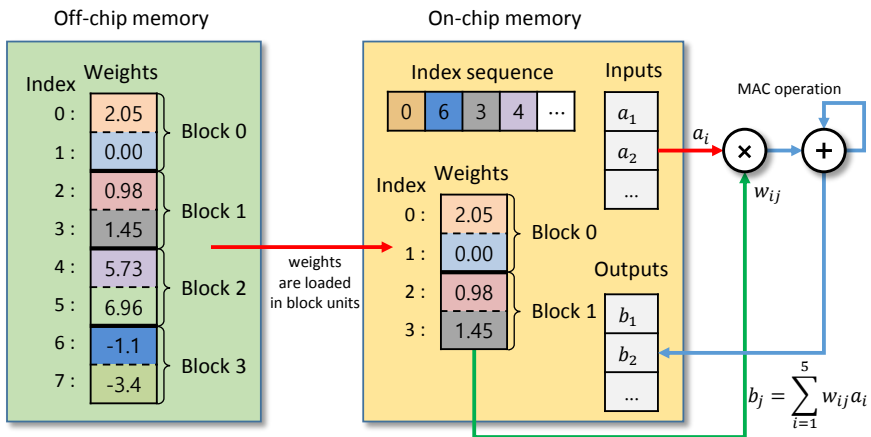 Off-chip memory
Index Weights
0 : 2.05
1 : 0.00
Block 0
2 : 0.98
3 : 1.45
Block 1
4 : 5.73
5 : 6.96
Block 2
6 : -1.1
7 : -3.4
Block 3
weights
are loaded
in block units
On-chip memory
Index sequence
0 6 3 4 ...
Index Weights
0 : 2.05
1 : 0.00
Block 0
2 : 0.98
3 : 1.45
Block 1
Inputs
a₁
a₂
...
Outputs
b₁
b₂
...
MAC operation
aᵢ × +
wᵢⱼ
bⱼ = ∑ᵢ₌₁⁵ wᵢⱼaᵢ